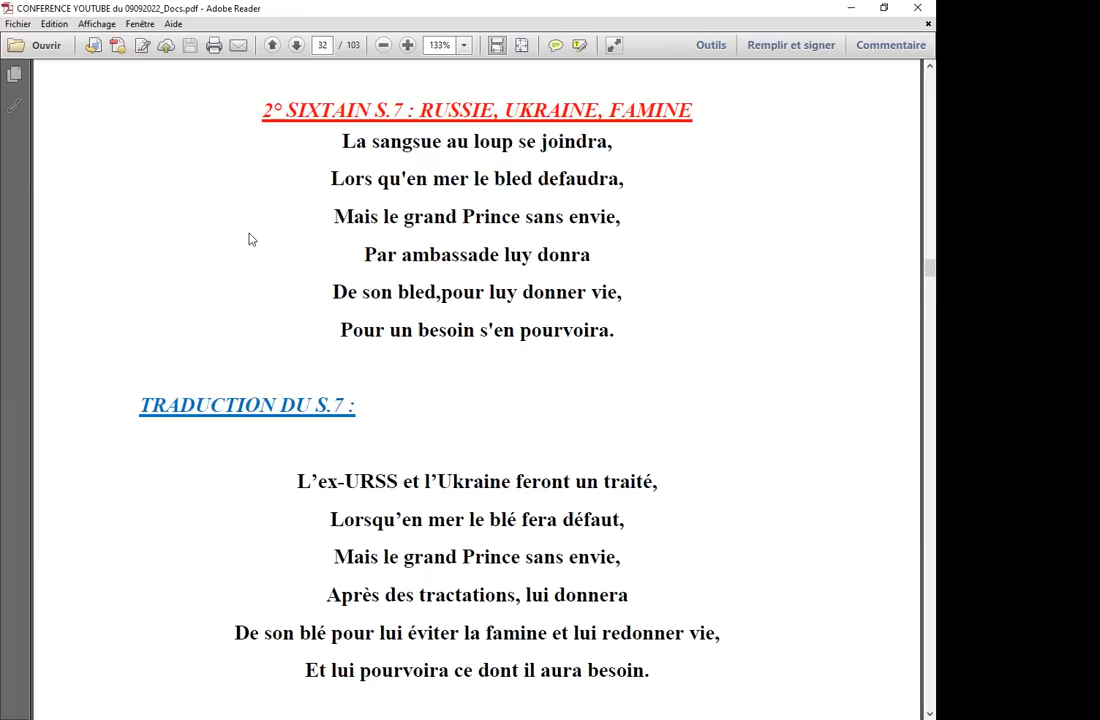 CONFERENCE YOUTUBE du 09092022_Docs.pdf - Adobe Reader
Fichier Edition Affichage Fenêtre Aide
Ouvrir 32 / 103 133% Outils Remplir et signer Commentaire
2° SIXTAIN S.7 : RUSSIE, UKRAINE, FAMINE
La sangsue au loup se joindra,
Lors qu'en mer le bled defaudra,
Mais le grand Prince sans envie,
Par ambassade luy donra
De son bled,pour luy donner vie,
Pour un besoin s'en pourvoira.
TRADUCTION DU S.7 :
L’ex-URSS et l’Ukraine feront un traité,
Lorsqu’en mer le blé fera défaut,
Mais le grand Prince sans envie,
Après des tractations, lui donnera
De son blé pour lui éviter la famine et lui redonner vie,
Et lui pourvoira ce dont il aura besoin.